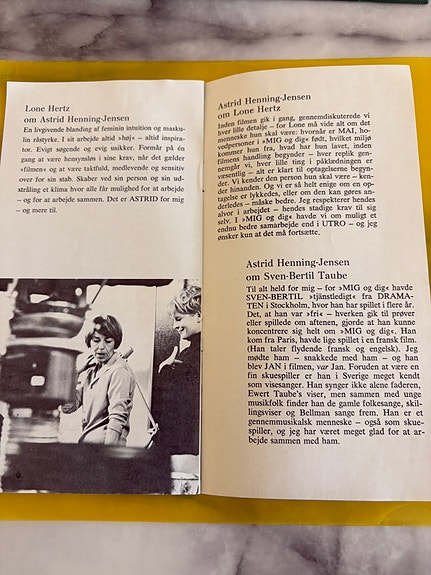 Lone Hertz
om Astrid Henning-Jensen
En livgivende blanding af feminin intuition og masku-
lin råstyrke. I sit arbejde altid »høj« – altid inspira-
tor. Evigt søgende og evig usikker. Formår på én
gang at være hensynsløs i sine krav, når det gælder
»filmen« og at være taktfuld, medlevende og sensitiv
over for sin stab. Skaber ved sin person og sin ud-
stråling et klima hvor alle får mulighed for at arbejde
– og for at arbejde sammen. Det er ASTRID for mig
– og mere til.
Astrid Henning-Jensen
om Lone Hertz
Inden filmen gik i gang, gennemdiskuterede vi
hver lille detalje – for Lone må vide alt om det
menneske hun skal være: hvornår er MAI, ho-
vedpersonen i »MIG og dig« født, hvilket miljø
kommer hun fra, hvad har hun lavet, inden
filmens handling begynder – hver replik gen-
nemgår vi, hver lille ting i påklædningen er
væsentlig – alt er klart til optagelserne begyn-
der. Vi kender den person hun skal være – ken-
der hinanden. Og vi er så helt enige om en op-
tagelse er lykkedes, eller om den kan gøres an-
derledes – måske bedre. Jeg respekterer hendes
alvor i arbejdet – hendes stadige krav til sig
selv. I »MIG og dig« havde vi om muligt et
endnu bedre samarbejde end i UTRO – og jeg
ønsker kun at det må fortsætte.
Astrid Henning-Jensen
om Sven-Bertil Taube
Til alt held for mig – for »MIG og dig« havde
SVEN-BERTIL »tjänstledigt« fra DRAMA-
TEN i Stockholm, hvor han har spillet i flere år.
Det, at han var »fri« – hverken gik til prøver
eller spillede om aftenen, gjorde at han kunne
koncentrere sig helt om »MIG og dig«. Han
kom fra Paris, havde lige spillet i en fransk film.
(Han taler flydende fransk og engelsk). Jeg
mødte ham – snakkede med ham – og han
blev JAN i filmen, var Jan. Foruden at være en
fin skuespiller er han i Sverige meget kendt
som visesanger. Han synger ikke alene faderen,
Ewert Taube's viser, men sammen med unge
musikfolk finder han de gamle folkesange, skil-
lingsviser og Bellman sange frem. Han er et
gennemmusikalsk menneske – også som skue-
spiller, og jeg har været meget glad for at ar-
bejde sammen med ham.